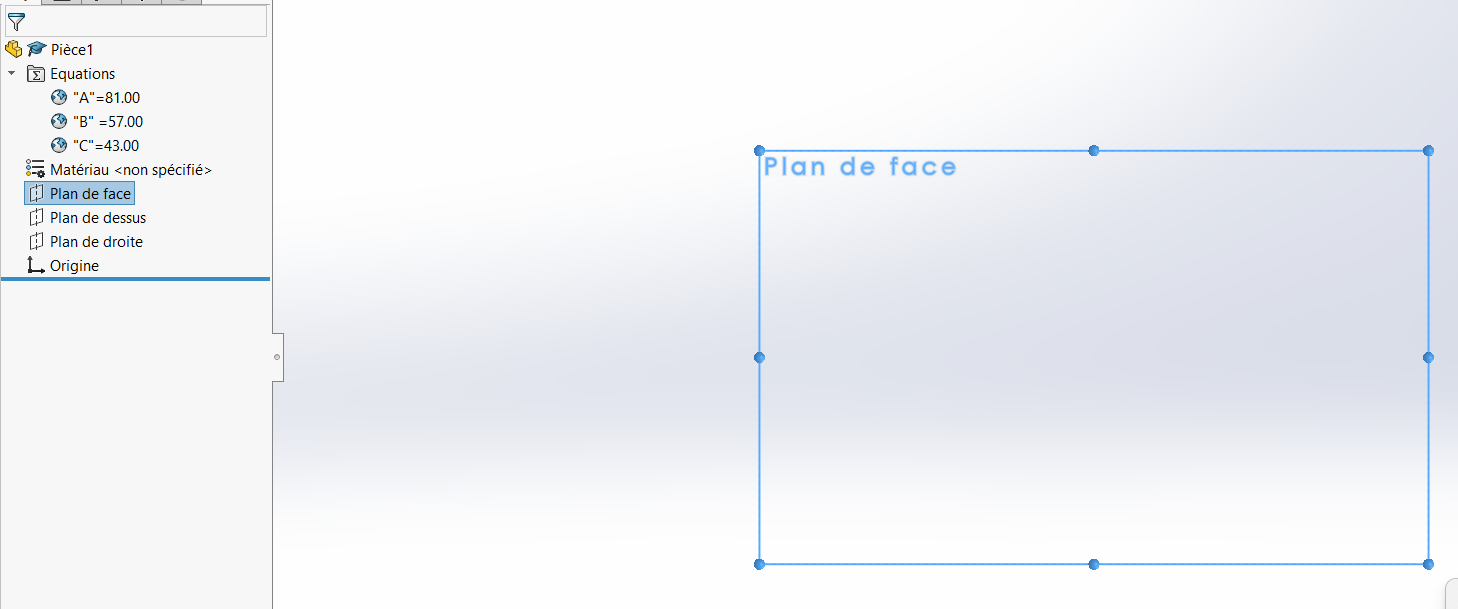 Pièce1
Equations
"A"=81.00
"B" =57.00
"C"=43.00
Matériau <non spécifié>
Plan de face
Plan de dessus
Plan de droite
Origine
Plan de face